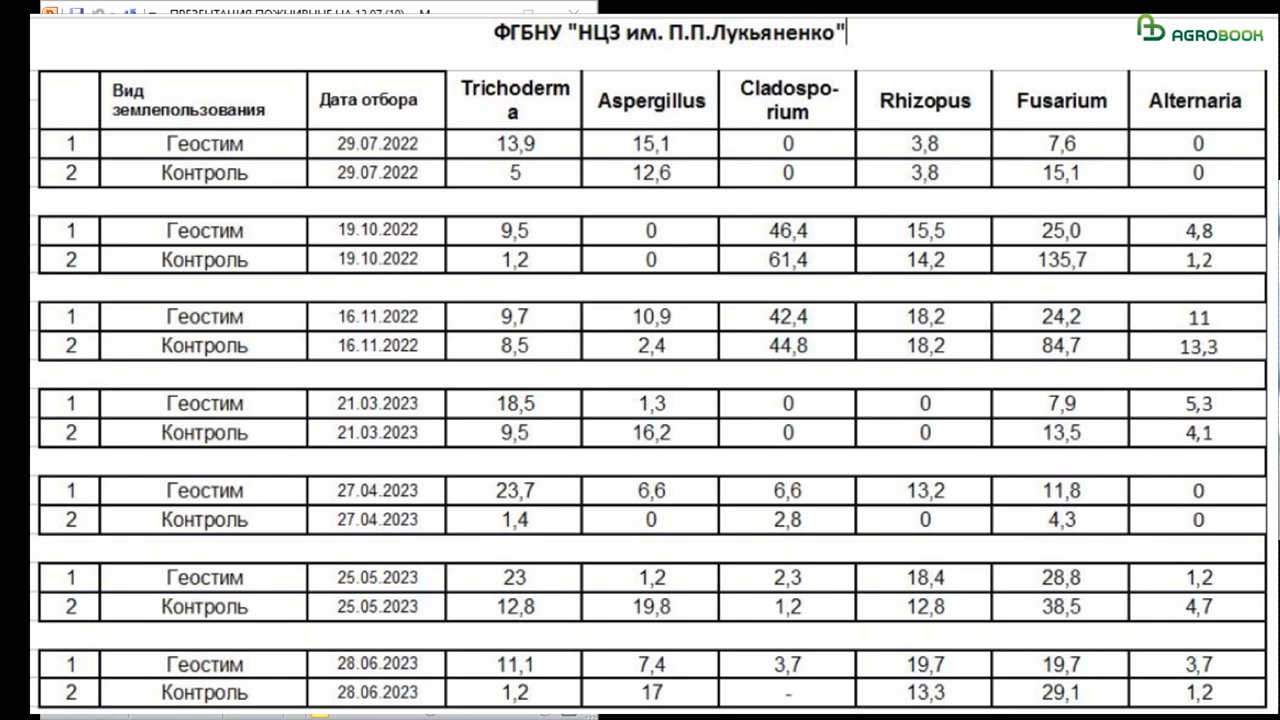 ПРЕЗЕНТАЦИЯ ПОЖНИВНЫЕ НА
ФГБНУ "НЦЗ им. П.П.Лукьяненко"
AGROBOOK
Вид землепользования Дата отбора Trichoderm a Aspergillus Cladospo- rium Rhizopus Fusarium Alternaria
1 Геостим 29.07.2022 13,9 15,1 0 3,8 7,6 0
2 Контроль 29.07.2022 5 12,6 0 3,8 15,1 0
1 Геостим 19.10.2022 9,5 0 46,4 15,5 25,0 4,8
2 Контроль 19.10.2022 1,2 0 61,4 14,2 135,7 1,2
1 Геостим 16.11.2022 9,7 10,9 42,4 18,2 24,2 11
2 Контроль 16.11.2022 8,5 2,4 44,8 18,2 84,7 13,3
1 Геостим 21.03.2023 18,5 1,3 0 0 7,9 5,3
2 Контроль 21.03.2023 9,5 16,2 0 0 13,5 4,1
1 Геостим 27.04.2023 23,7 6,6 6,6 13,2 11,8 0
2 Контроль 27.04.2023 1,4 0 2,8 0 4,3 0
1 Геостим 25.05.2023 23 1,2 2,3 18,4 28,8 1,2
2 Контроль 25.05.2023 12,8 19,8 1,2 12,8 38,5 4,7
1 Геостим 28.06.2023 11,1 7,4 3,7 19,7 19,7 3,7
2 Контроль 28.06.2023 1,2 17 - 13,3 29,1 1,2